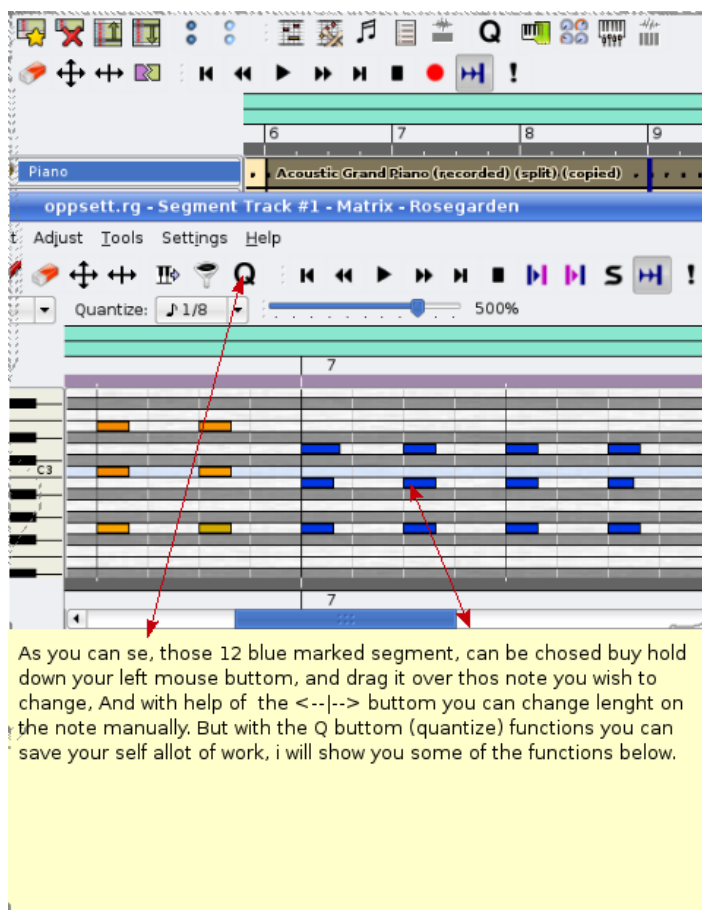 Q
!
6 7 8 9
Piano
Acoustic Grand Piano (recorded) (split) (copied)
oppsett.rg - Segment Track #1 - Matrix - Rosegarden
t Adjust Tools Settings Help
Q S !
Quantize: 1/8 500%
7
C3
7
As you can se, those 12 blue marked segment, can be chosed buy hold
down your left mouse buttom, and drag it over thos note you wish to
change, And with help of the <--|--> buttom you can change lenght on
the note manually. But with the Q buttom (quantize) functions you can
save your self allot of work, i will show you some of the functions below.